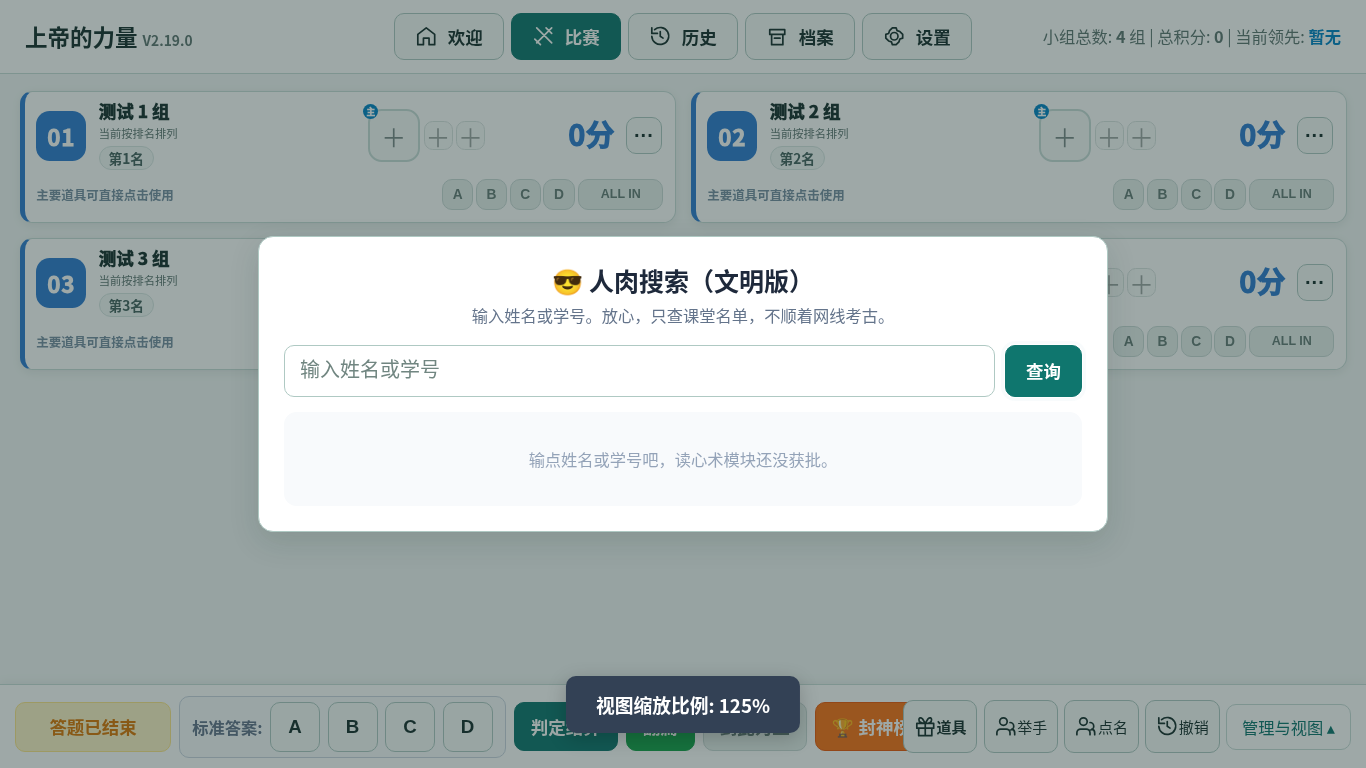 上帝的力量 V2.19.0
欢迎
比赛
历史
档案
设置
小组总数: 4 组 | 总积分: 0 | 当前领先: 暂无
01
测试 1 组
当前按排名排列
第1名
主
0分
...
主要道具可直接点击使用
A
B
C
D
ALL IN
02
测试 2 组
当前按排名排列
第2名
主
0分
...
主要道具可直接点击使用
A
B
C
D
ALL IN
03
测试 3 组
当前按排名排列
第3名
主要道具可直接点击使用
0分
...
A
B
C
D
ALL IN
😎 人肉搜索（文明版）
输入姓名或学号。放心，只查课堂名单，不顺着网线考古。
输入姓名或学号
查询
输点姓名或学号吧，读心术模块还没获批。
视图缩放比例: 125%
答题已结束
标准答案:
A
B
C
D
判定
🏆 封神
道具
举手
点名
撤销
管理与视图 ▴